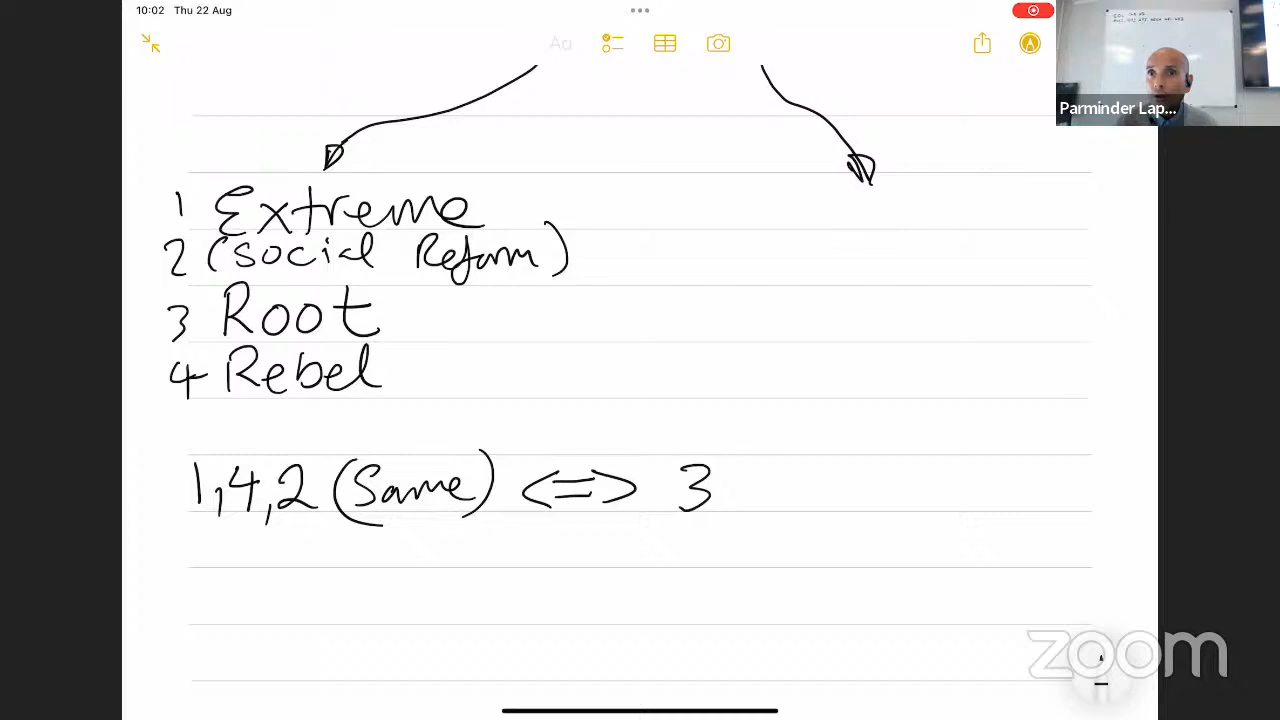 10:02 Thu 22 Aug
Aa
Parminder Lap...
1 Extreme
2 (Social Reform)
3 Root
4 Rebel
1,4,2 (Same) <=> 3
zoom